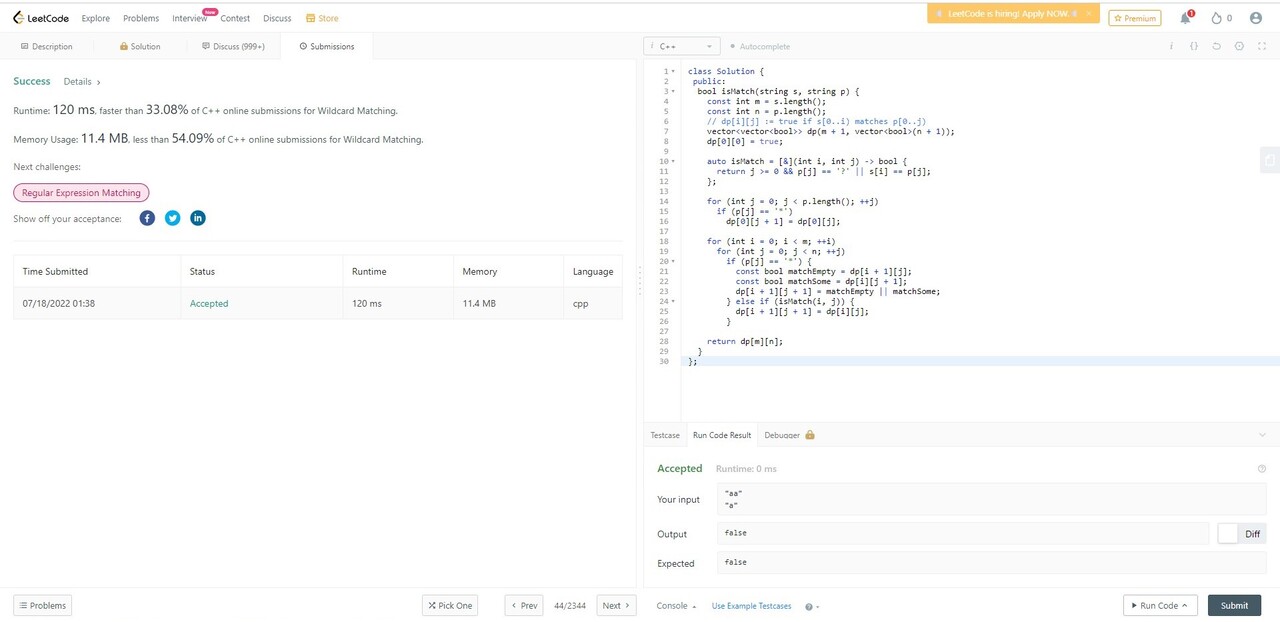 LeetCode Explore Problems Interview New Contest Discuss Store LeetCode is hiring! Apply NOW. × Premium 1 0
Description Solution Discuss (999+) Submissions
Success Details ›
Runtime: 120 ms, faster than 33.08% of C++ online submissions for Wildcard Matching.
Memory Usage: 11.4 MB, less than 54.09% of C++ online submissions for Wildcard Matching.
Next challenges:
Regular Expression Matching
Show off your acceptance:
Time Submitted Status Runtime Memory Language
07/18/2022 01:38 Accepted 120 ms 11.4 MB cpp
Problems Pick One ‹ Prev 44/2344 Next ›
i C++ Autocomplete i {}
1 class Solution {
2 public:
3 bool isMatch(string s, string p) {
4 const int m = s.length();
5 const int n = p.length();
6 // dp[i][j] := true if s[0..i) matches p[0..j)
7 vector<vector<bool>> dp(m + 1, vector<bool>(n + 1));
8 dp[0][0] = true;
9
10 auto isMatch = [&](int i, int j) -> bool {
11 return j >= 0 && p[j] == '?' || s[i] == p[j];
12 };
13
14 for (int j = 0; j < p.length(); ++j)
15 if (p[j] == '*')
16 dp[0][j + 1] = dp[0][j];
17
18 for (int i = 0; i < m; ++i)
19 for (int j = 0; j < n; ++j)
20 if (p[j] == '*') {
21 const bool matchEmpty = dp[i + 1][j];
22 const bool matchSome = dp[i][j + 1];
23 dp[i + 1][j + 1] = matchEmpty || matchSome;
24 } else if (isMatch(i, j)) {
25 dp[i + 1][j + 1] = dp[i][j];
26 }
27
28 return dp[m][n];
29 }
30 };
Testcase Run Code Result Debugger
Accepted Runtime: 0 ms
Your input "aa"
"a"
Output false Diff
Expected false
Console Use Example Testcases Run Code Submit